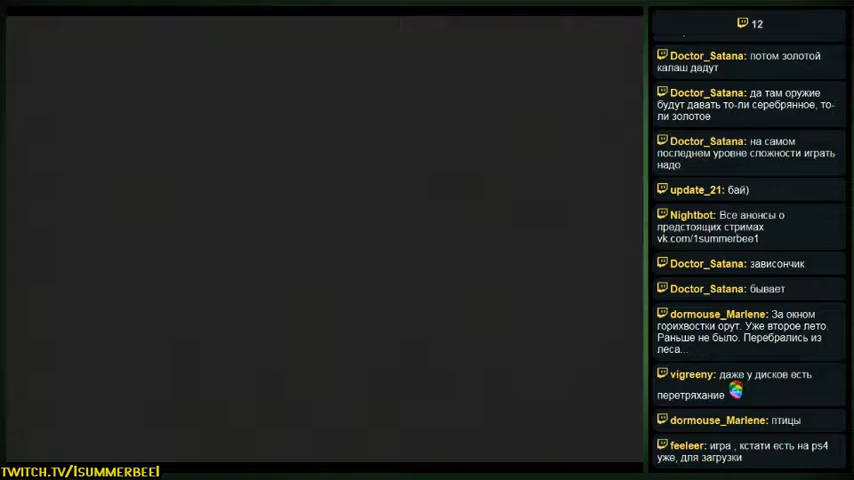 12
Doctor_Satana: потом золотой
калаш дадут
Doctor_Satana: да там оружие
будут давать то-ли серебрянное, то-
ли золотое
Doctor_Satana: на самом
последнем уровне сложности играть
надо
update_21: бай)
Nightbot: Все анонсы о
предстоящих стримах
vk.com/1summerbee1
Doctor_Satana: зависончик
Doctor_Satana: бывает
dormouse_Marlene: За окном
горихвостки орут. Уже второе лето.
Раньше не было. Перебрались из
леса...
vigreeny: даже у дисков есть
перетряхание
dormouse_Marlene: птицы
feeleer: игра , кстати есть на ps4
уже, для загрузки
TWITCH.TV/1SUMMERBEE1